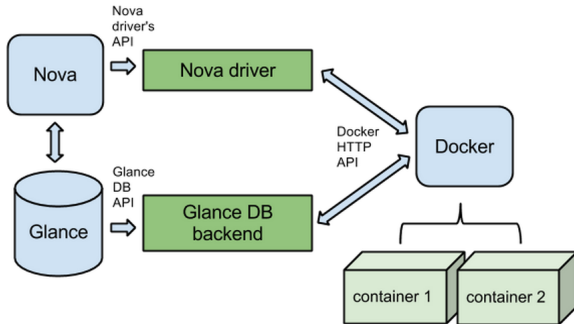 Nova
driver's
API
Nova
Nova driver
Docker
HTTP
API
Docker
Glance
DB
API
Glance
Glance DB
backend
container 1
container 2